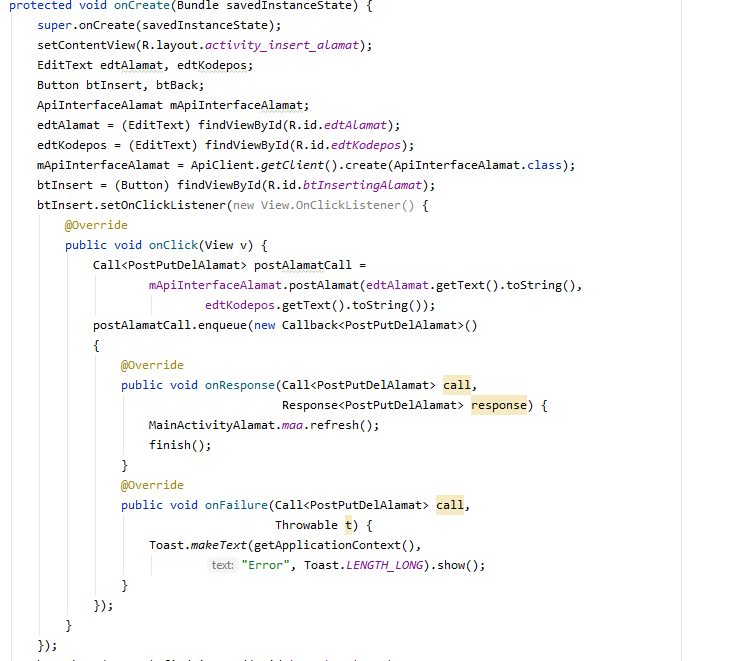 protected void onCreate(Bundle savedInstanceState) {
super.onCreate(savedInstanceState);
setContentView(R.layout.activity_insert_alamat);
EditText edtAlamat, edtKodepos;
Button btInsert, btBack;
ApiInterfaceAlamat mApiInterfaceAlamat;
edtAlamat = (EditText) findViewById(R.id.edtAlamat);
edtKodepos = (EditText) findViewById(R.id.edtKodepos);
mApiInterfaceAlamat = ApiClient.getClient().create(ApiInterfaceAlamat.class);
btInsert = (Button) findViewById(R.id.btInsertingAlamat);
btInsert.setOnClickListener(new View.OnClickListener() {
@Override
public void onClick(View v) {
Call<PostPutDelAlamat> postAlamatCall =
mApiInterfaceAlamat.postAlamat(edtAlamat.getText().toString(),
edtKodepos.getText().toString());
postAlamatCall.enqueue(new Callback<PostPutDelAlamat>()
{
@Override
public void onResponse(Call<PostPutDelAlamat> call,
Response<PostPutDelAlamat> response) {
MainActivityAlamat.maa.refresh();
finish();
}
@Override
public void onFailure(Call<PostPutDelAlamat> call,
Throwable t) {
Toast.makeText(getApplicationContext(),
text: "Error", Toast.LENGTH_LONG).show();
}
});
}
});